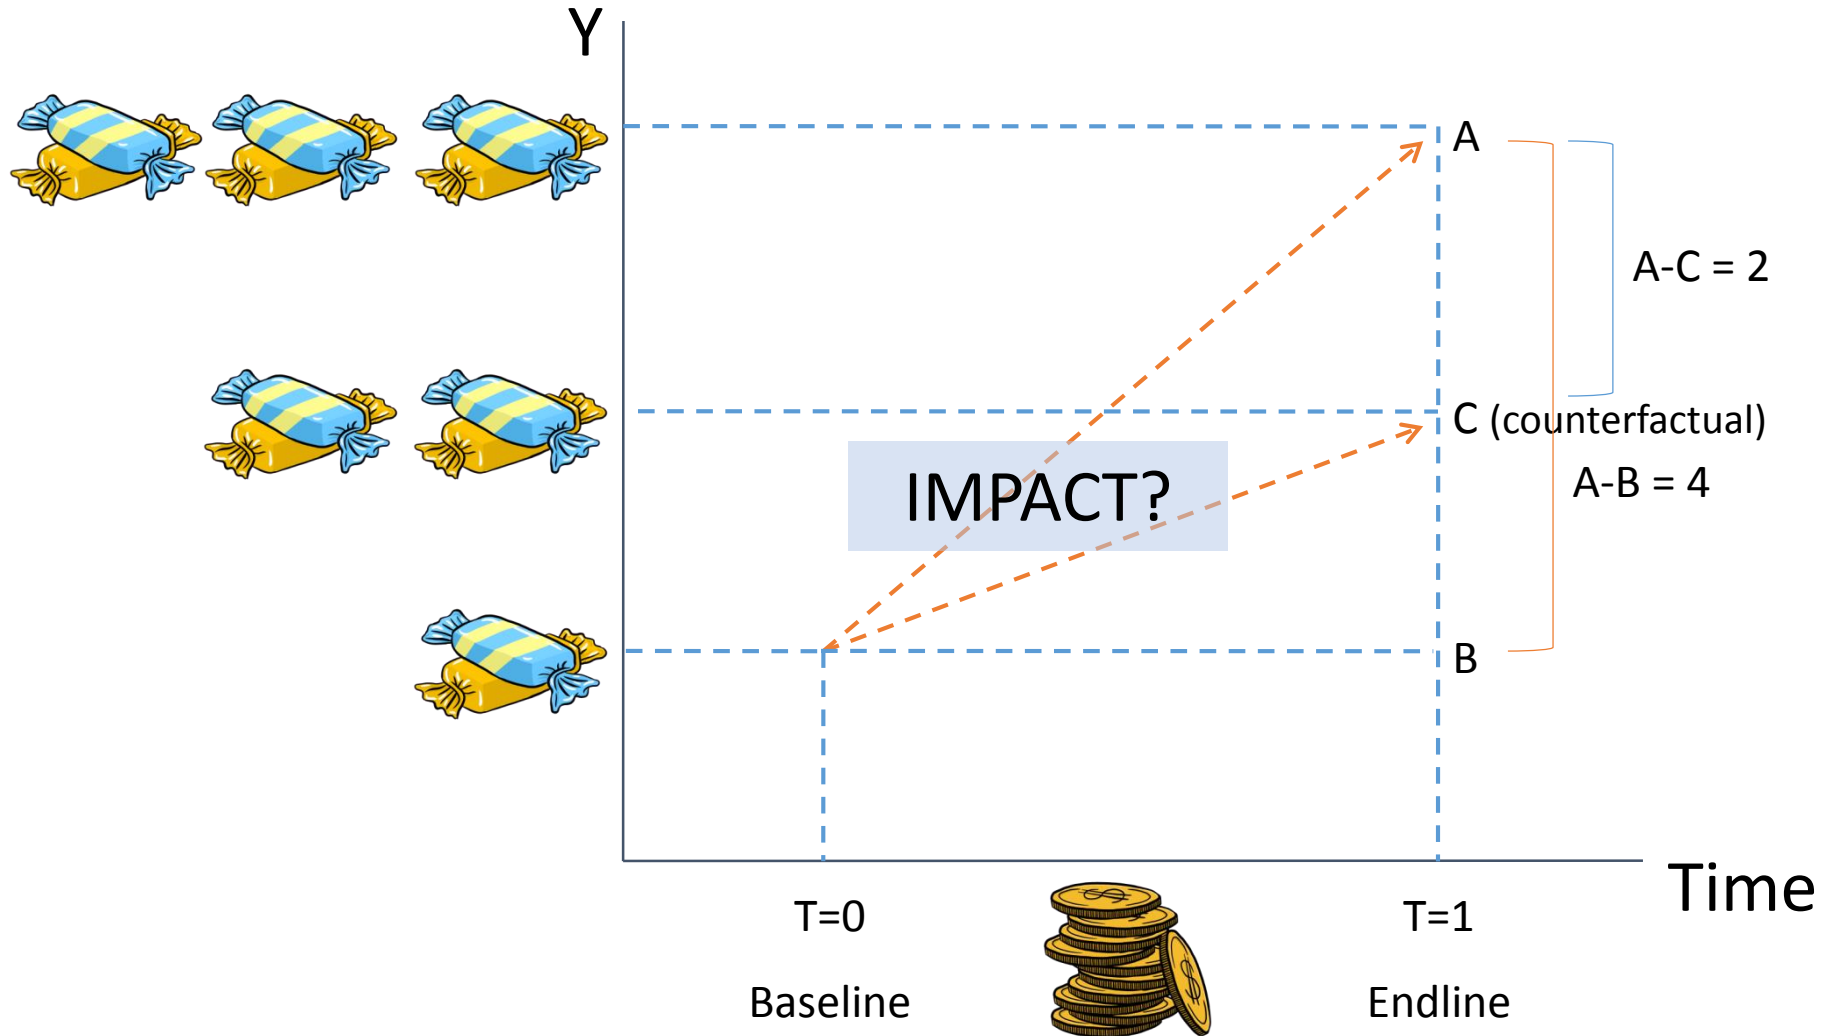 Y
A
A-C = 2
C (counterfactual)
IMPACT?
A-B = 4
B
Time
T=0
T=1
Baseline
Endline